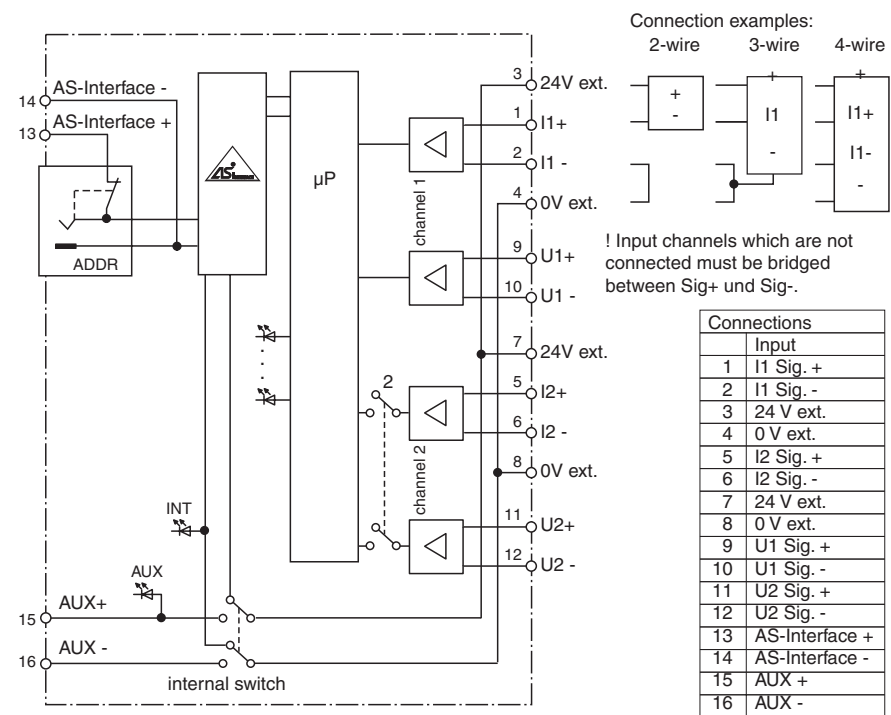 14 AS-Interface -
13 AS-Interface +
ADDR
AS
µP
channel 1
channel 2
2
3 24V ext.
1 I1+
2 I1 -
4 0V ext.
9 U1+
10 U1 -
7 24V ext.
5 I2+
6 I2 -
8 0V ext.
11 U2+
12 U2 -
INT
AUX
15 AUX+
16 AUX -
internal switch
Connection examples:
2-wire 3-wire 4-wire
+
-
+
I1
-
+
I1+
I1-
-
! Input channels which are not
connected must be bridged
between Sig+ und Sig-.
Connections
Input
1 I1 Sig. +
2 I1 Sig. -
3 24 V ext.
4 0 V ext.
5 I2 Sig. +
6 I2 Sig. -
7 24 V ext.
8 0 V ext.
9 U1 Sig. +
10 U1 Sig. -
11 U2 Sig. +
12 U2 Sig. -
13 AS-Interface +
14 AS-Interface -
15 AUX +
16 AUX -